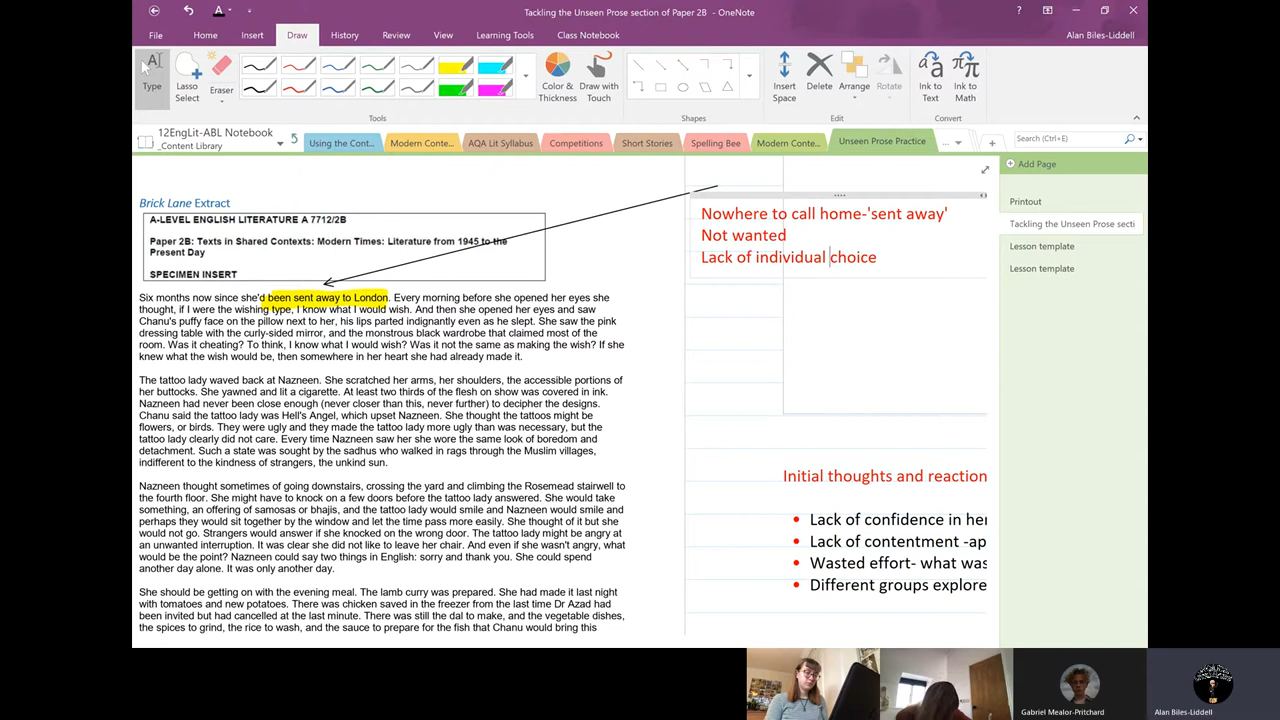 Tackling the Unseen Prose section of Paper 2B - OneNote
File Home Insert Draw History Review View Learning Tools Class Notebook
Alan Biles-Liddell
Type
Lasso Select
Eraser
Color & Thickness
Draw with Touch
Insert Space
Delete
Arrange
Rotate
Ink to Text
Ink to Math
Tools
Shapes
Edit
Convert
12EngLit-ABL Notebook
_Content Library
Using the Cont...
Modern Conte...
AQA Lit Syllabus
Competitions
Short Stories
Spelling Bee
Modern Conte...
Unseen Prose Practice
...
Search (Ctrl+E)
Add Page
Printout
Tackling the Unseen Prose secti
Lesson template
Lesson template
Brick Lane Extract
A-LEVEL ENGLISH LITERATURE A 7712/2B
Paper 2B: Texts in Shared Contexts: Modern Times: Literature from 1945 to the
Present Day
SPECIMEN INSERT
Six months now since she'd been sent away to London. Every morning before she opened her eyes she
thought, if I were the wishing type, I know what I would wish. And then she opened her eyes and saw
Chanu's puffy face on the pillow next to her, his lips parted indignantly even as he slept. She saw the pink
dressing table with the curly-sided mirror, and the monstrous black wardrobe that claimed most of the
room. Was it cheating? To think, I know what I would wish? Was it not the same as making the wish? If she
knew what the wish would be, then somewhere in her heart she had already made it.
The tattoo lady waved back at Nazneen. She scratched her arms, her shoulders, the accessible portions of
her buttocks. She yawned and lit a cigarette. At least two thirds of the flesh on show was covered in ink.
Nazneen had never been close enough (never closer than this, never further) to decipher the designs.
Chanu said the tattoo lady was Hell's Angel, which upset Nazneen. She thought the tattoos might be
flowers, or birds. They were ugly and they made the tattoo lady more ugly than was necessary, but the
tattoo lady clearly did not care. Every time Nazneen saw her she wore the same look of boredom and
detachment. Such a state was sought by the sadhus who walked in rags through the Muslim villages,
indifferent to the kindness of strangers, the unkind sun.
Nazneen thought sometimes of going downstairs, crossing the yard and climbing the Rosemead stairwell to
the fourth floor. She might have to knock on a few doors before the tattoo lady answered. She would take
something, an offering of samosas or bhajis, and the tattoo lady would smile and Nazneen would smile and
perhaps they would sit together by the window and let the time pass more easily. She thought of it but she
would not go. Strangers would answer if she knocked on the wrong door. The tattoo lady might be angry at
an unwanted interruption. It was clear she did not like to leave her chair. And even if she wasn't angry, what
would be the point? Nazneen could say two things in English: sorry and thank you. She could spend
another day alone. It was only another day.
She should be getting on with the evening meal. The lamb curry was prepared. She had made it last night
with tomatoes and new potatoes. There was chicken saved in the freezer from the last time Dr Azad had
been invited but had cancelled at the last minute. There was still the dal to make, and the vegetable dishes,
the spices to grind, the rice to wash, and the sauce to prepare for the fish that Chanu would bring this
Nowhere to call home-'sent away'
Not wanted
Lack of individual choice
Initial thoughts and reaction
• Lack of confidence in her
• Lack of contentment -ap
• Wasted effort- what was
• Different groups explore
Gabriel Mealor-Pritchard
Alan Biles-Liddell